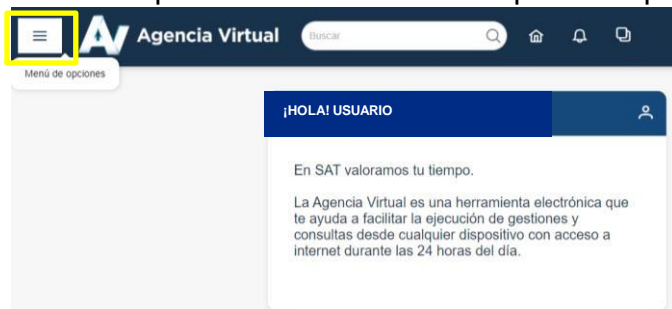 Agencia Virtual
Buscar
Menú de opciones
¡HOLA! USUARIO
En SAT valoramos tu tiempo.
La Agencia Virtual es una herramienta electrónica que
te ayuda a facilitar la ejecución de gestiones y
consultas desde cualquier dispositivo con acceso a
internet durante las 24 horas del día.